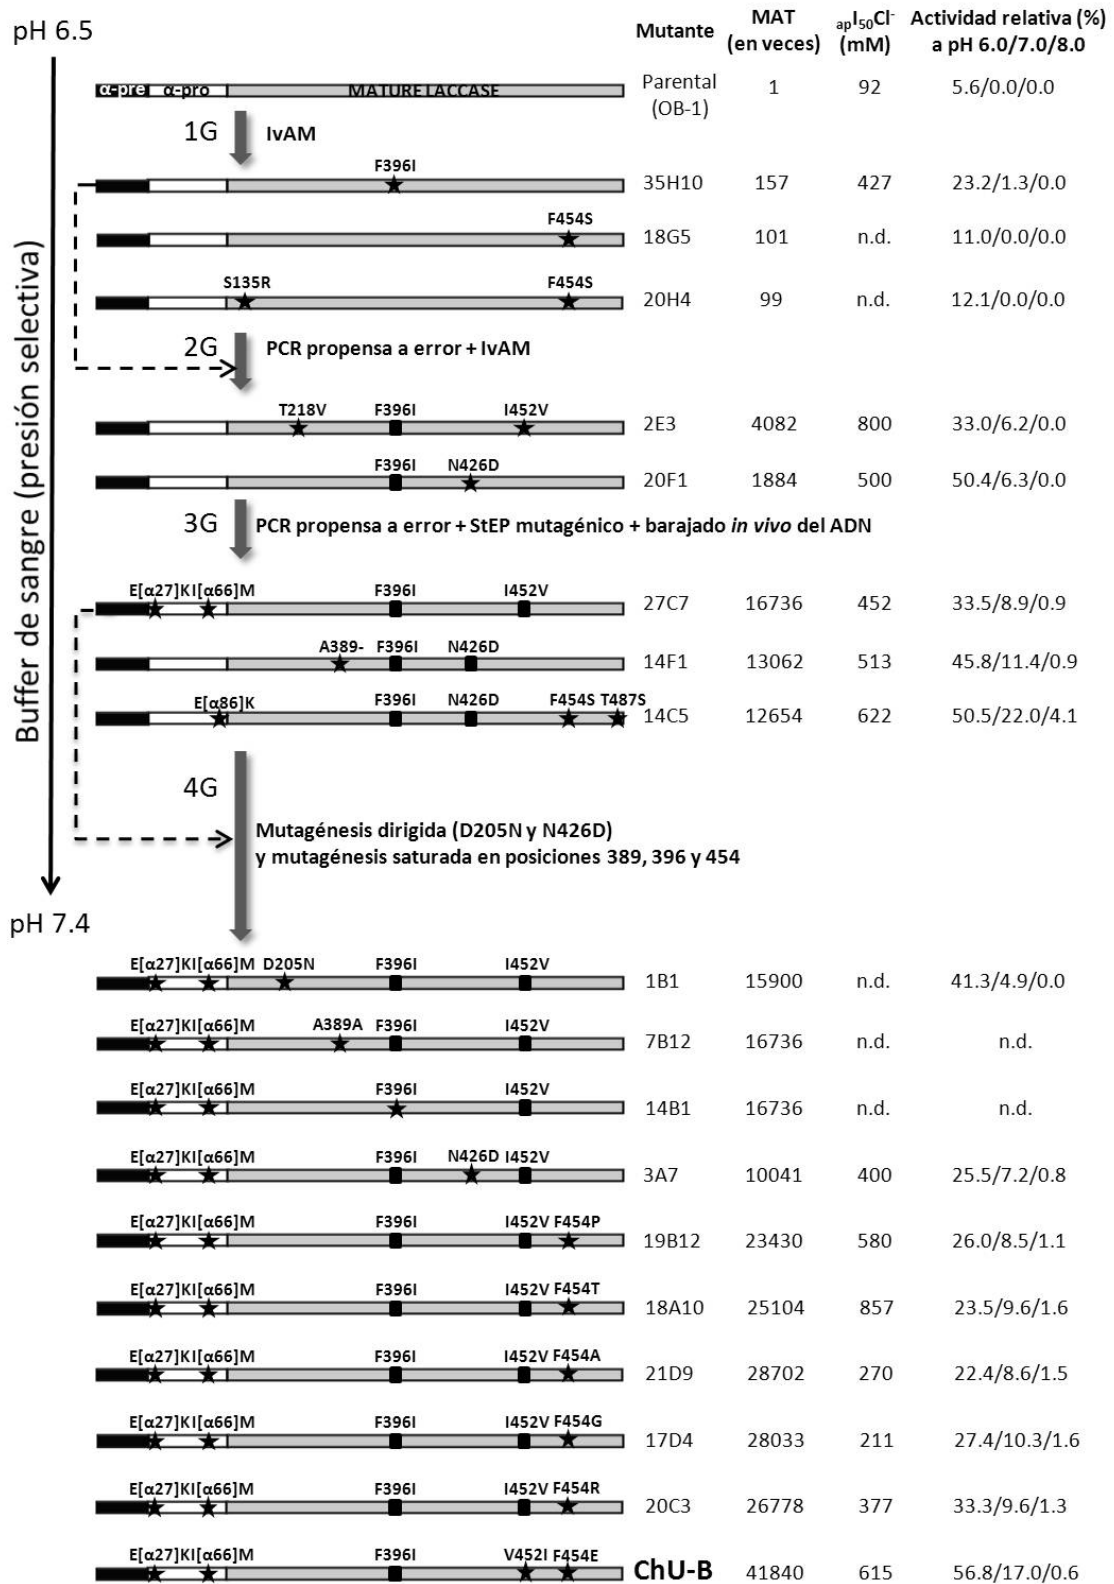 pH 6.5
Mutante
MAT
(en veces)
apI50Cl-
(mM)
Actividad relativa (%)
a pH 6.0/7.0/8.0
α-pre α-pro MATURE LACCASE
Parental
(OB-1)
1 92 5.6/0.0/0.0
1G IvAM
F396I
35H10 157 427 23.2/1.3/0.0
F454S
18G5 101 n.d. 11.0/0.0/0.0
S135R F454S
20H4 99 n.d. 12.1/0.0/0.0
2G PCR propensa a error + IvAM
T218V F396I I452V
2E3 4082 800 33.0/6.2/0.0
F396I N426D
20F1 1884 500 50.4/6.3/0.0
3G PCR propensa a error + StEP mutagénico + barajado in vivo del ADN
Buffer de sangre (presión selectiva)
E[α27]KI[α66]M F396I I452V
27C7 16736 452 33.5/8.9/0.9
A389- F396I N426D
14F1 13062 513 45.8/11.4/0.9
E[α86]K F396I N426D F454S T487S
14C5 12654 622 50.5/22.0/4.1
4G
Mutagénesis dirigida (D205N y N426D)
y mutagénesis saturada en posiciones 389, 396 y 454
pH 7.4
E[α27]KI[α66]M D205N F396I I452V
1B1 15900 n.d. 41.3/4.9/0.0
E[α27]KI[α66]M A389A F396I I452V
7B12 16736 n.d. n.d.
E[α27]KI[α66]M F396I I452V
14B1 16736 n.d. n.d.
E[α27]KI[α66]M F396I N426D I452V
3A7 10041 400 25.5/7.2/0.8
E[α27]KI[α66]M F396I I452V F454P
19B12 23430 580 26.0/8.5/1.1
E[α27]KI[α66]M F396I I452V F454T
18A10 25104 857 23.5/9.6/1.6
E[α27]KI[α66]M F396I I452V F454A
21D9 28702 270 22.4/8.6/1.5
E[α27]KI[α66]M F396I I452V F454G
17D4 28033 211 27.4/10.3/1.6
E[α27]KI[α66]M F396I I452V F454R
20C3 26778 377 33.3/9.6/1.3
E[α27]KI[α66]M F396I V452I F454E
ChU-B 41840 615 56.8/17.0/0.6